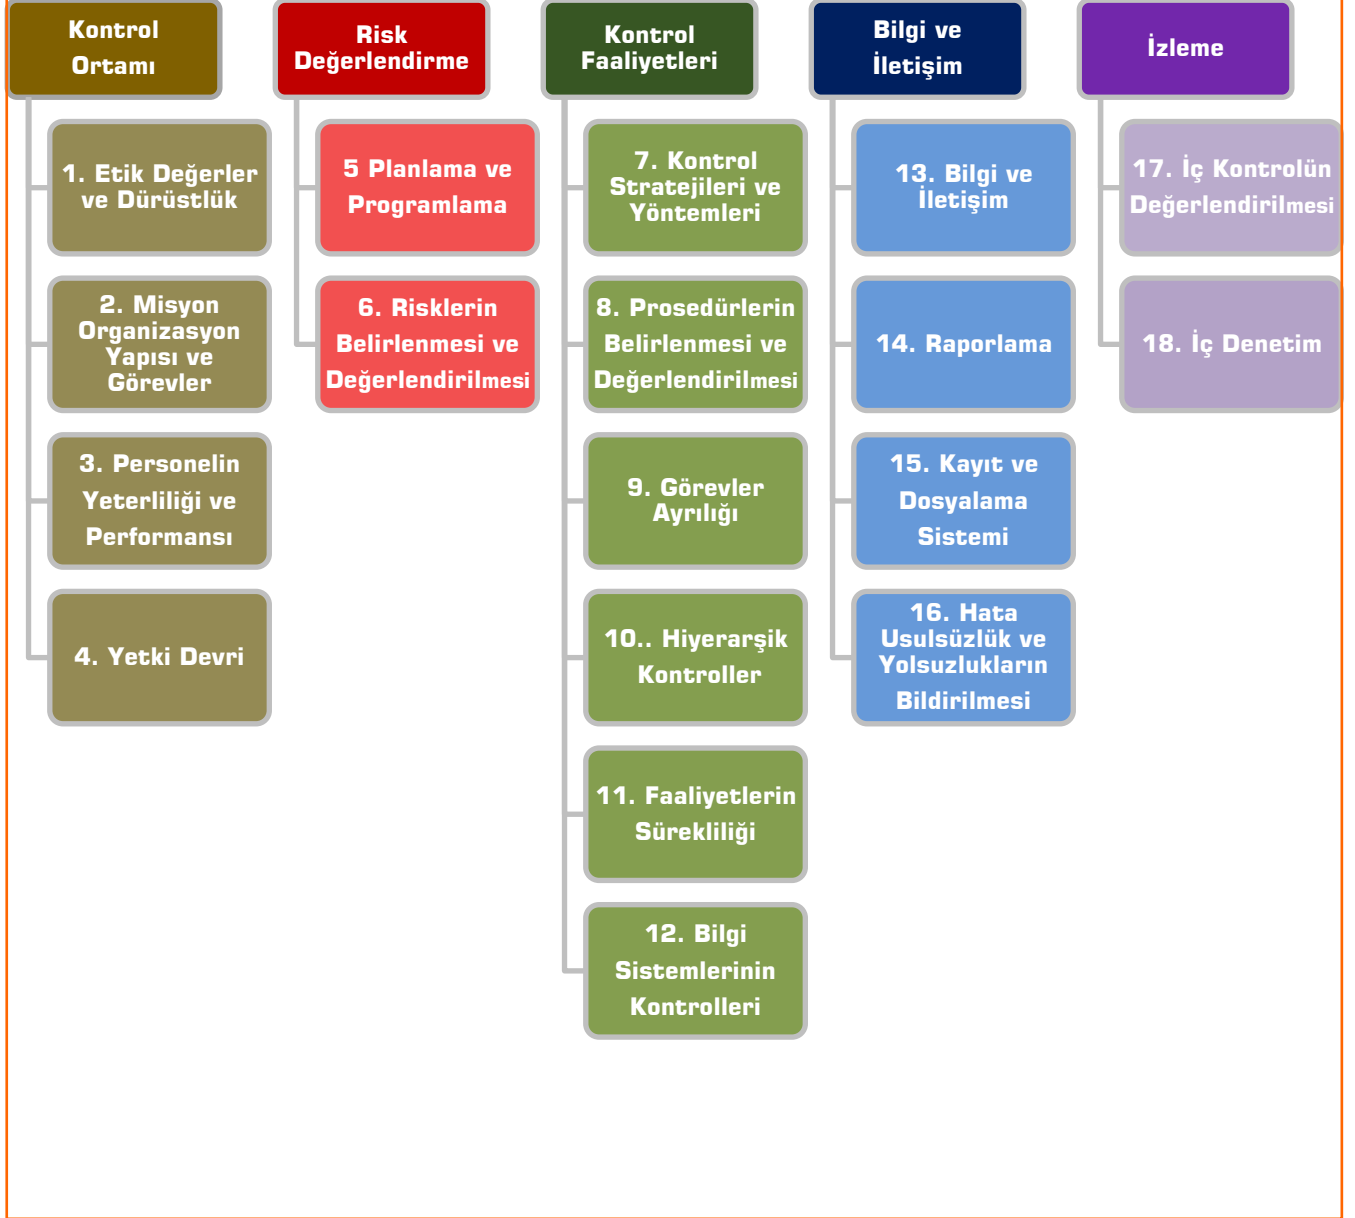 Kontrol
Ortamı
1. Etik Değerler
ve Dürüstlük
2. Misyon
Organizasyon
Yapısı ve
Görevler
3. Personelin
Yeterliliği ve
Performansı
4. Yetki Devri
Risk
Değerlendirme
5 Planlama ve
Programlama
6. Risklerin
Belirlenmesi ve
Değerlendirilmesi
Kontrol
Faaliyetleri
7. Kontrol
Stratejileri ve
Yöntemleri
8. Prosedürlerin
Belirlenmesi ve
Değerlendirilmesi
9. Görevler
Ayrılığı
10.. Hiyerarşik
Kontroller
11. Faaliyetlerin
Sürekliliği
12. Bilgi
Sistemlerinin
Kontrolleri
Bilgi ve
İletişim
13. Bilgi ve
İletişim
14. Raporlama
15. Kayıt ve
Dosyalama
Sistemi
16. Hata
Usulsüzlük ve
Yolsuzlukların
Bildirilmesi
İzleme
17. İç Kontrolün
Değerlendirilmesi
18. İç Denetim